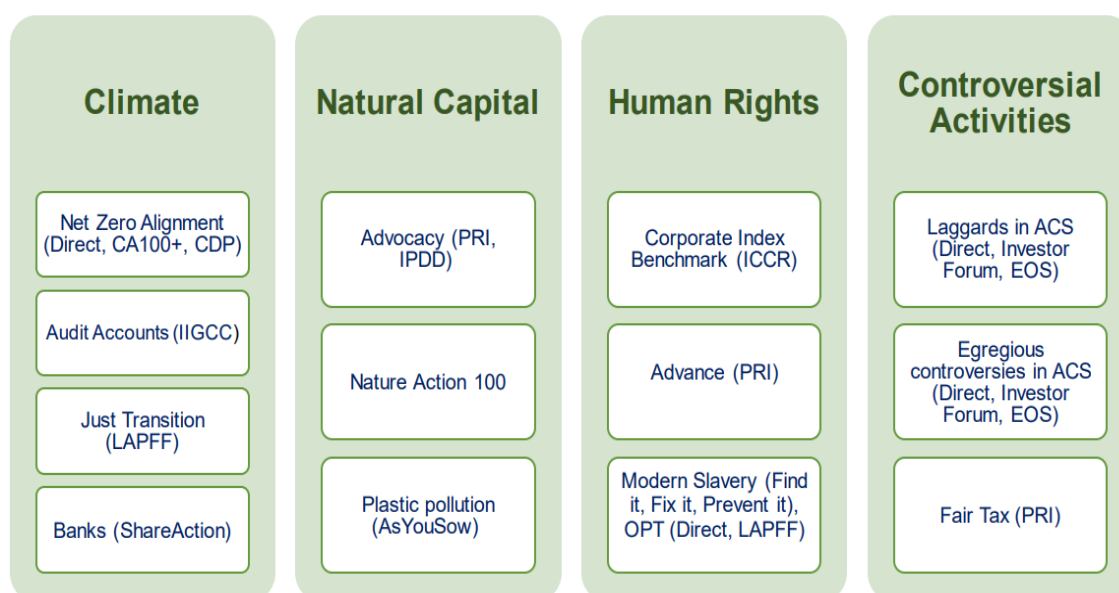 Climate
Net Zero Alignment
(Direct, CA100+, CDP)
Audit Accounts (IIGCC)
Just Transition
(LAPFF)
Banks (ShareAction)
Natural Capital
Advocacy (PRI,
IPDD)
Nature Action 100
Plastic pollution
(AsYouSow)
Human Rights
Corporate Index
Benchmark (ICCR)
Advance (PRI)
Modern Slavery (Find
it, Fix it, Prevent it),
OPT (Direct, LAPFF)
Controversial
Activities
Laggards in ACS
(Direct, Investor
Forum, EOS)
Egregious
controversies in ACS
(Direct, Investor
Forum, EOS)
Fair Tax (PRI)